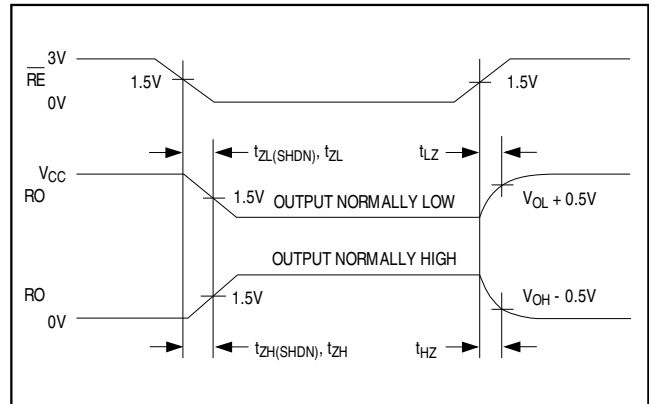 3V
RE
1.5V
1.5V
0V
tZL(SHDN), tZL
tLZ
VCC
RO
1.5V
OUTPUT NORMALLY LOW
VOL + 0.5V
OUTPUT NORMALLY HIGH
RO
1.5V
VOH - 0.5V
0V
tZH(SHDN), tZH
tHZ